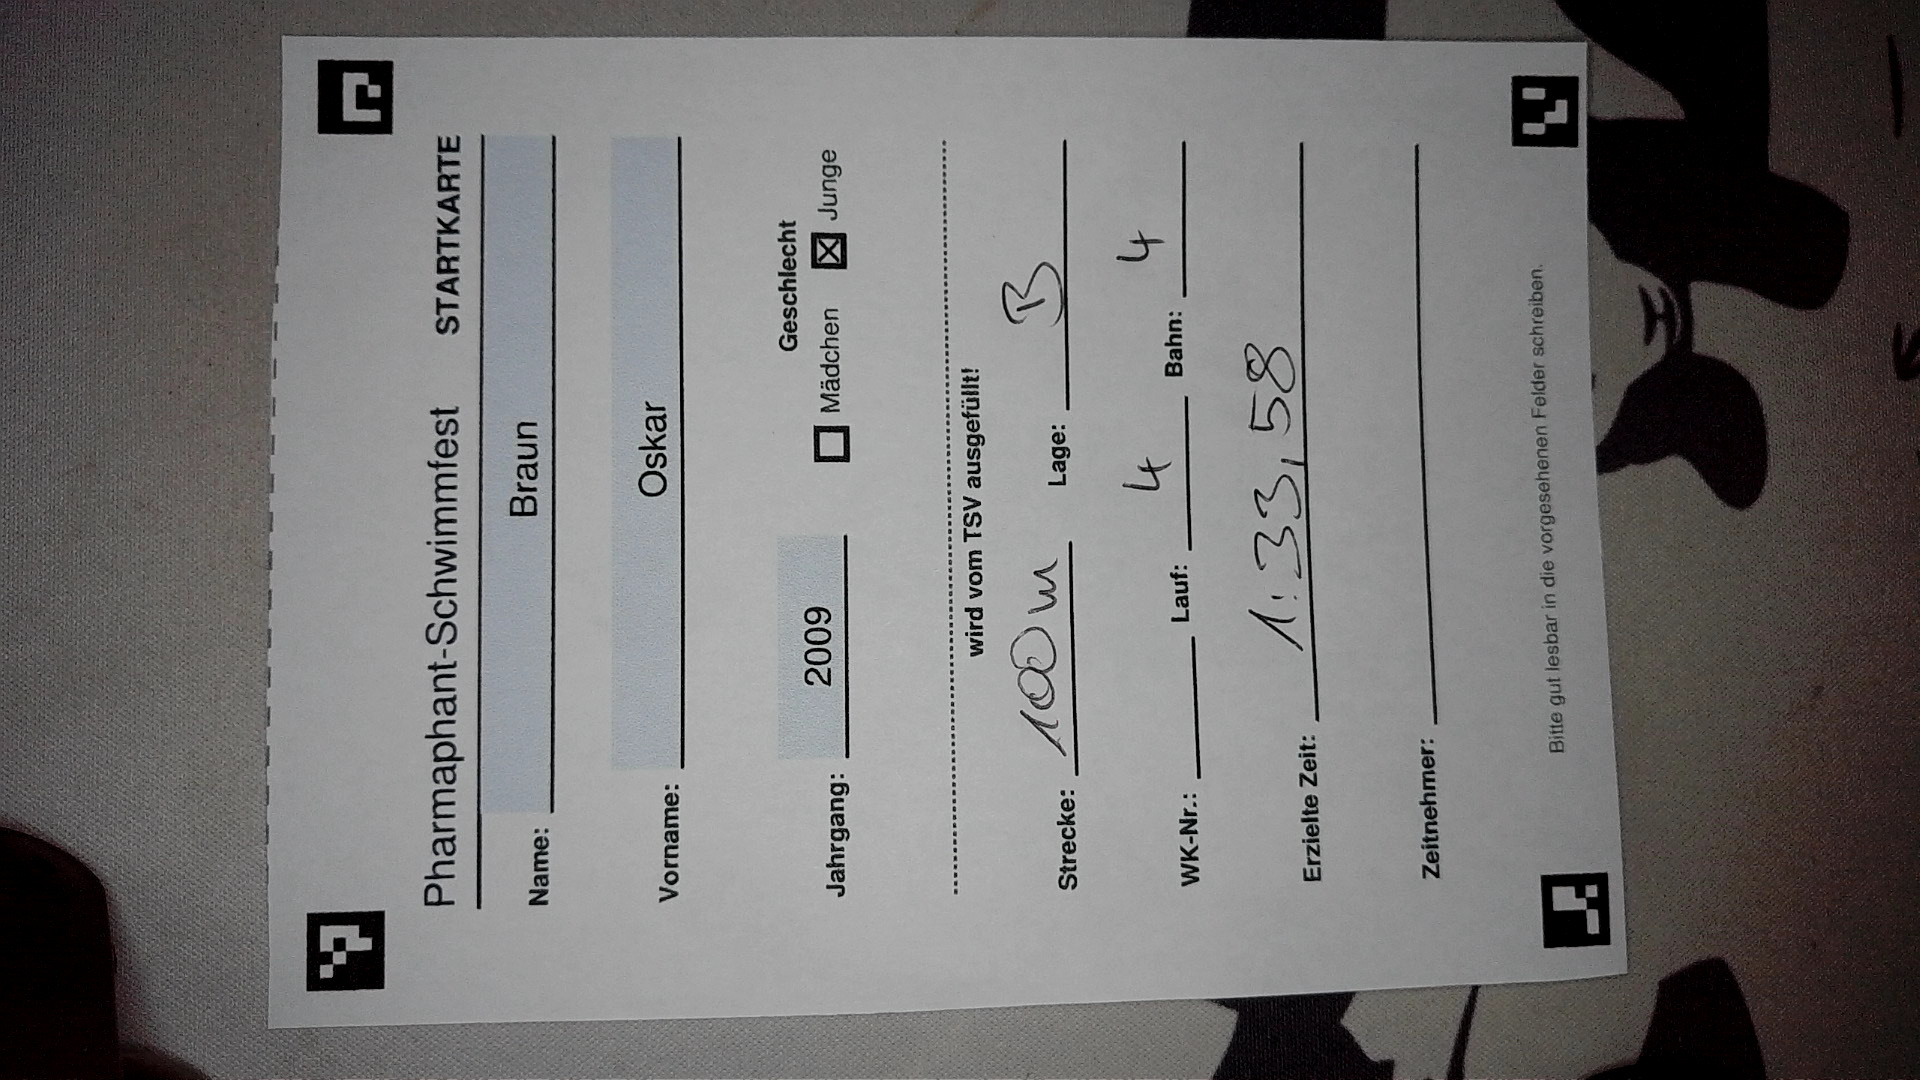 Pharmaphant-Schwimmfest STARTKARTE
Name: Braun
Vorname: Oskar
Geschlecht
Jahrgang: 2009 Mädchen Junge
wird vom TSV ausgefüllt!
Strecke: 100m Lage: B
WK-Nr.: Lauf: 4 Bahn: 4
Erzielte Zeit: 1:33,58
Zeitnehmer:
Bitte gut lesbar in die vorgesehenen Felder schreiben.